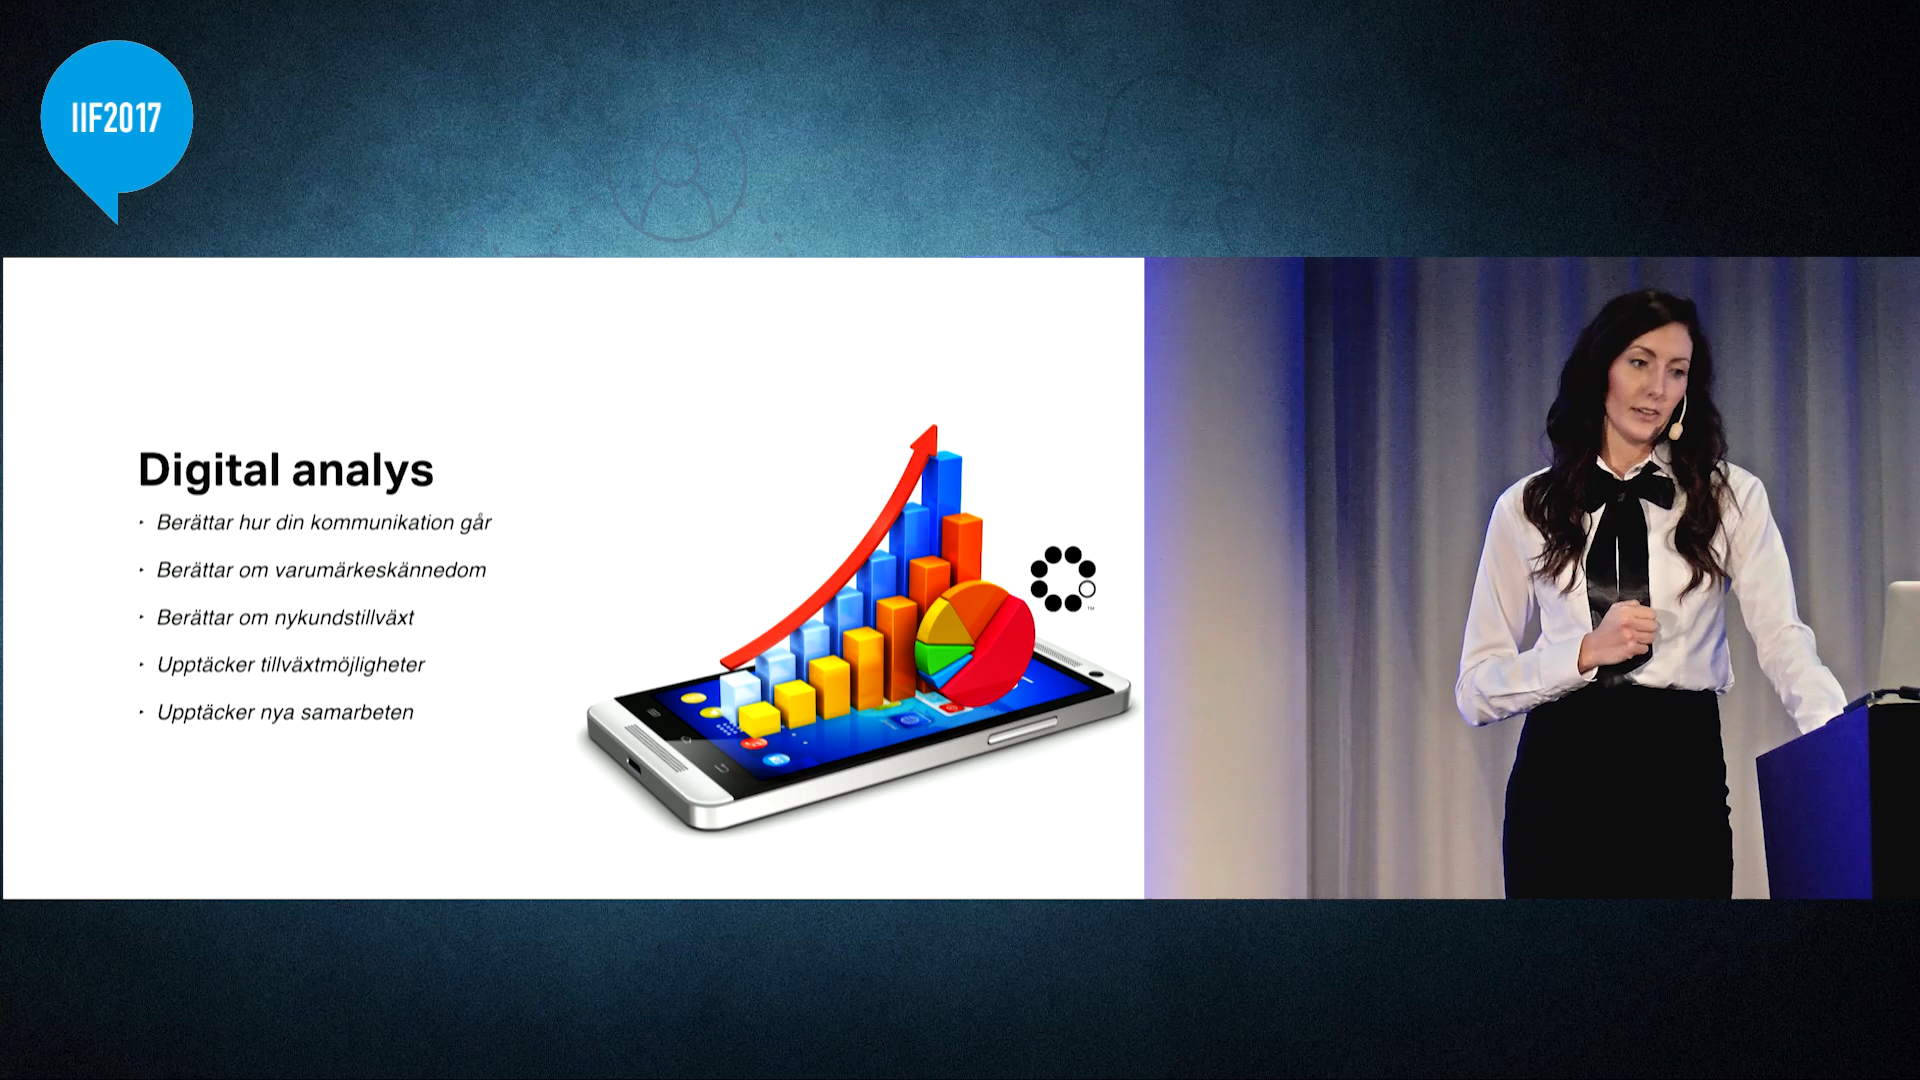 IIF2017
Digital analys
‣ Berättar hur din kommunikation går
‣ Berättar om varumärkeskännedom
‣ Berättar om nykundstillväxt
‣ Upptäcker tillväxtmöjligheter
‣ Upptäcker nya samarbeten
TM